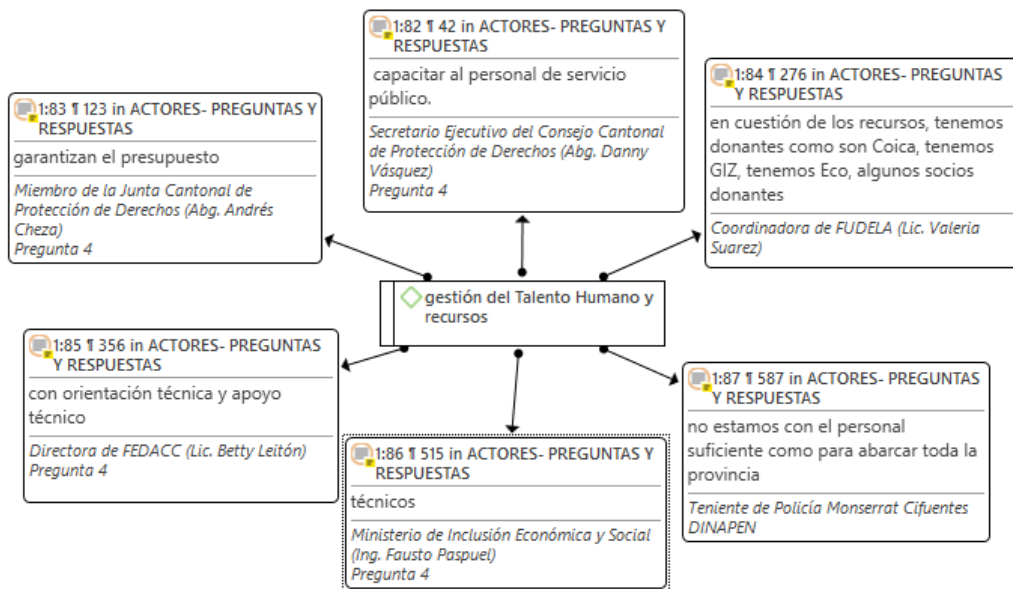 1:82 ¶ 42 in ACTORES- PREGUNTAS Y
RESPUESTAS
capacitar al personal de servicio
público.
Secretario Ejecutivo del Consejo Cantonal
de Protección de Derechos (Abg. Danny
Vásquez)
Pregunta 4
1:83 ¶ 123 in ACTORES- PREGUNTAS Y
RESPUESTAS
garantizan el presupuesto
Miembro de la Junta Cantonal de
Protección de Derechos (Abg. Andrés
Cheza)
Pregunta 4
1:84 ¶ 276 in ACTORES- PREGUNTAS
Y RESPUESTAS
en cuestión de los recursos, tenemos
donantes como son Coica, tenemos
GIZ, tenemos Eco, algunos socios
donantes
Coordinadora de FUDELA (Lic. Valeria
Suarez)
gestión del Talento Humano y
recursos
1:85 ¶ 356 in ACTORES- PREGUNTAS
Y RESPUESTAS
con orientación técnica y apoyo
técnico
Directora de FEDACC (Lic. Betty Leitón)
Pregunta 4
1:86 ¶ 515 in ACTORES- PREGUNTAS Y
RESPUESTAS
técnicos
Ministerio de Inclusión Económica y Social
(Ing. Fausto Paspuel)
Pregunta 4
1:87 ¶ 587 in ACTORES- PREGUNTAS
Y RESPUESTAS
no estamos con el personal
suficiente como para abarcar toda la
provincia
Teniente de Policía Monserrat Cifuentes
DINAPEN